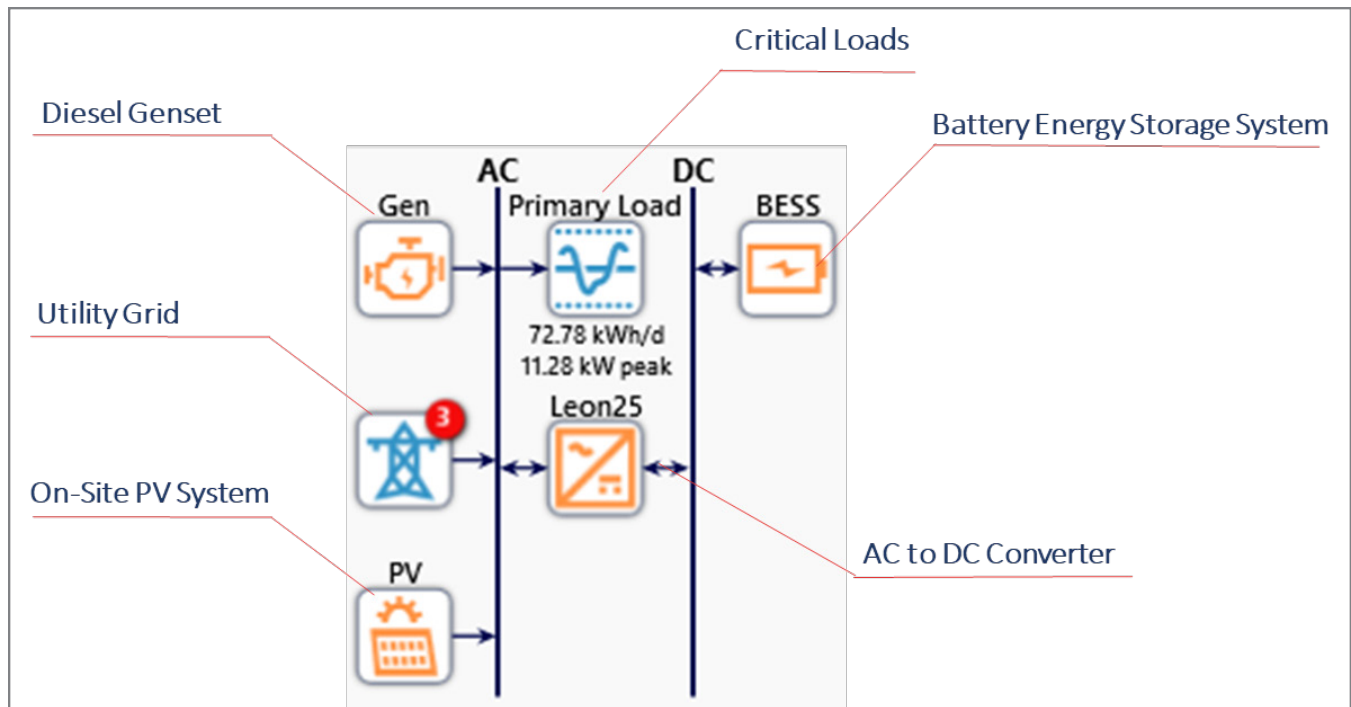 Critical Loads
Diesel Genset
Battery Energy Storage System
AC
DC
Gen
Primary Load
BESS
72.78 kWh/d
11.28 kW peak
Utility Grid
3
Leon25
On-Site PV System
AC to DC Converter
PV